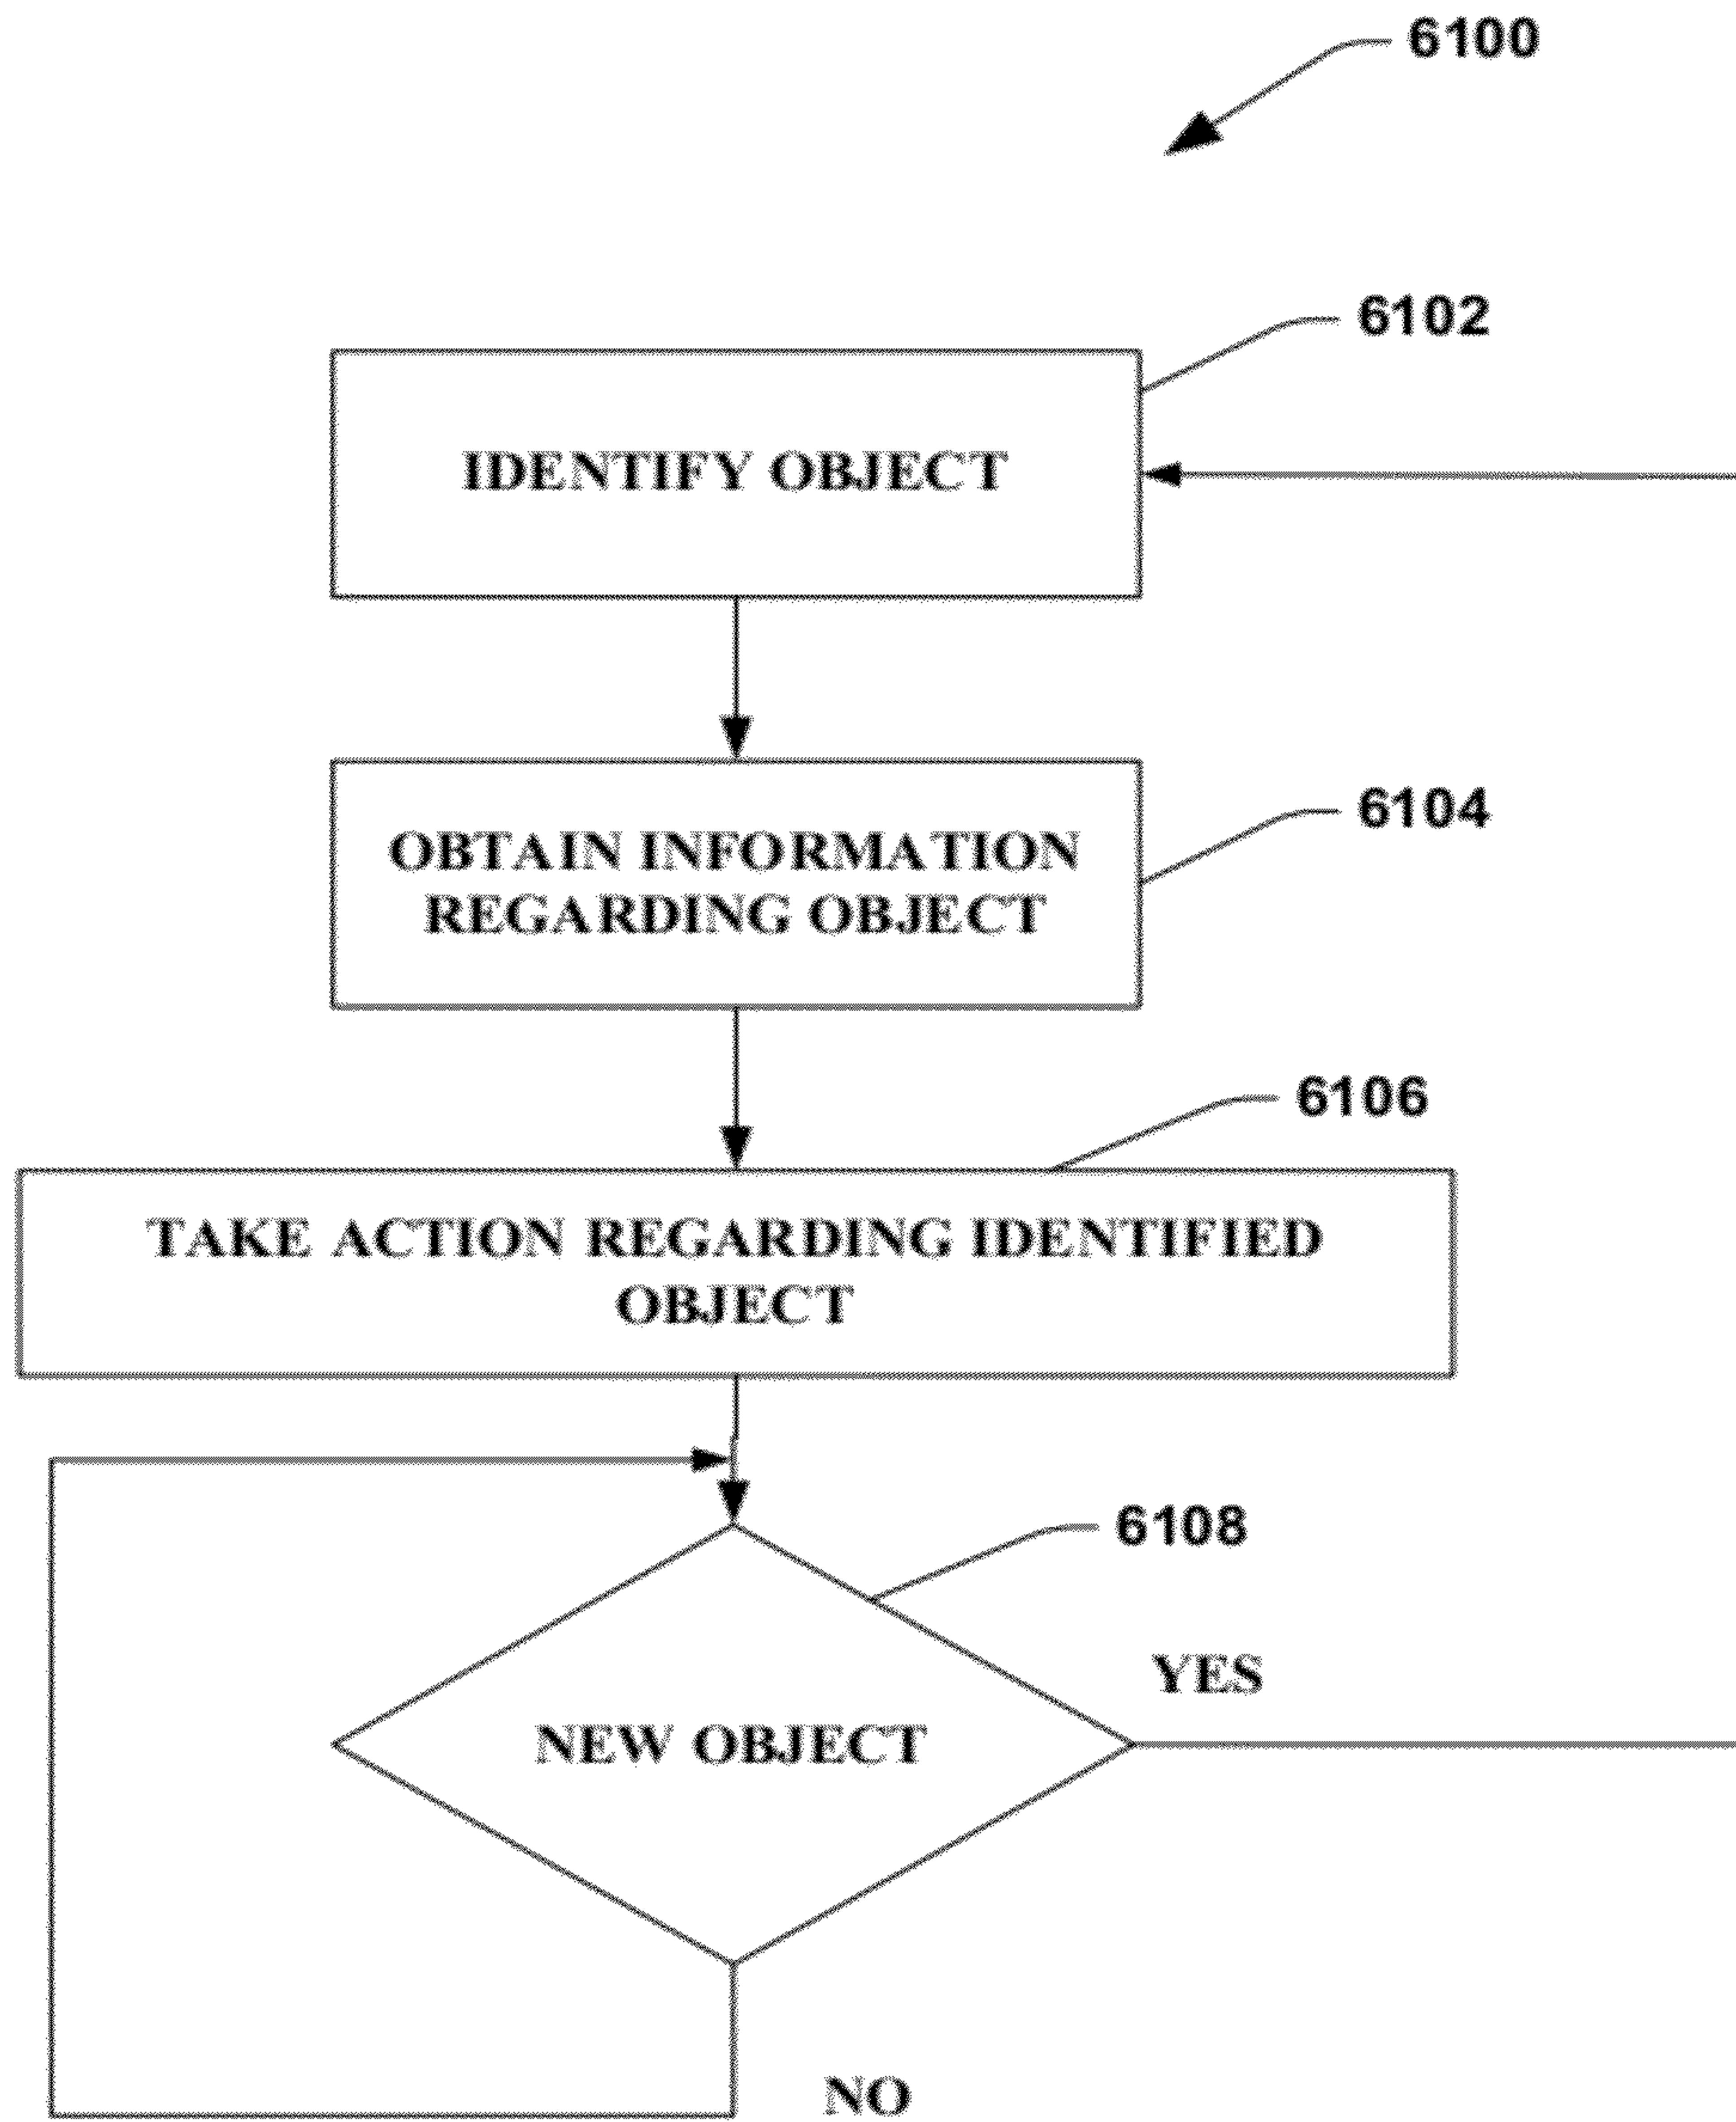 6100
6102
IDENTIFY OBJECT
6104
OBTAIN INFORMATION
REGARDING OBJECT
6106
TAKE ACTION REGARDING IDENTIFIED
OBJECT
6108
YES
NEW OBJECT
NO